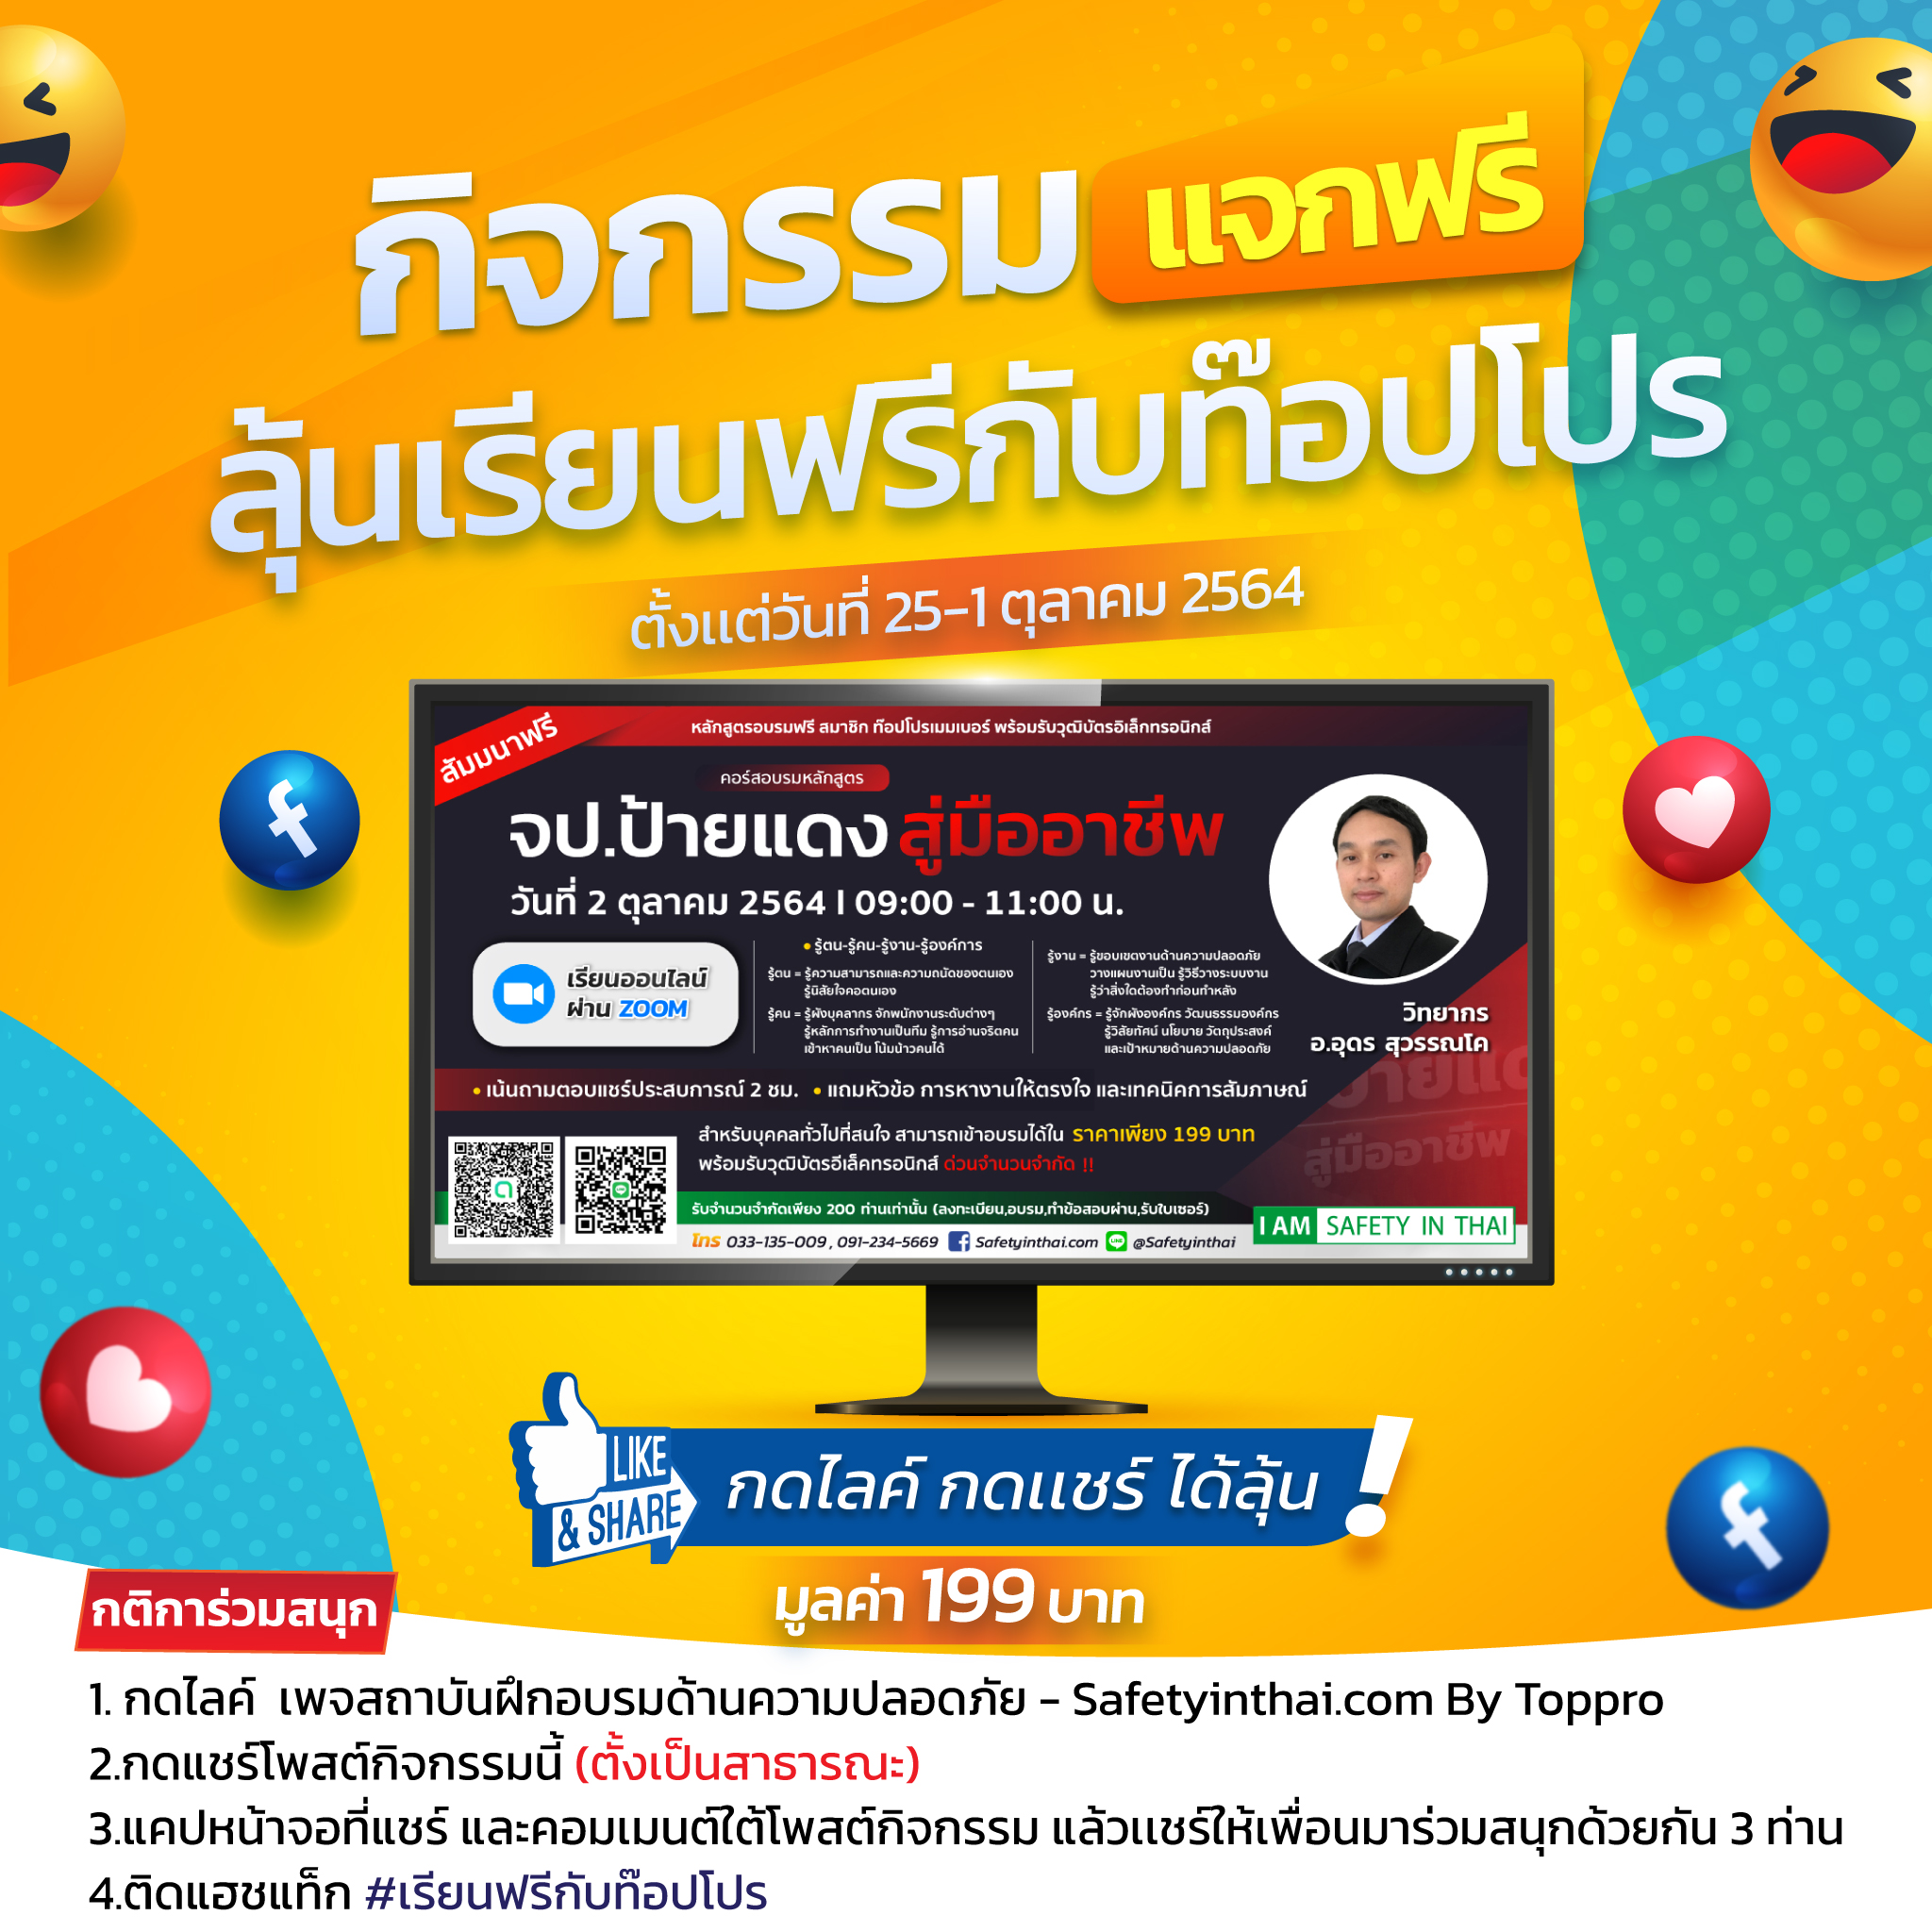 กิจกรรม แจกฟรี
ลุ้นเรียนฟรีกับท๊อปโปร
ตั้งแต่วันที่ 25-1 ตุลาคม 2564
สัมมนาฟรี
หลักสูตรอบรมฟรี สมาชิก ท๊อปโปรเมมเบอร์ พร้อมรับวุฒิบัตรอิเล็กทรอนิกส์
คอร์สอบรมหลักสูตร
จป.ป้ายแดง สู่มืออาชีพ
วันที่ 2 ตุลาคม 2564 l 09:00 - 11:00 น.
เรียนออนไลน์
ผ่าน ZOOM
• รู้ตน-รู้คน-รู้งาน-รู้องค์การ
รู้ตน = รู้ความสามารถและความถนัดของตนเอง
รู้นิสัยใจคอตนเอง
รู้คน = รู้ผังบุคลากร จักพนักงานระดับต่างๆ
รู้หลักการทำงานเป็นทีม รู้การอ่านจริตคน
เข้าหาคนเป็น โน้มน้าวคนได้
รู้งาน = รู้ขอบเขตงานด้านความปลอดภัย
วางแผนงานเป็น รู้วิธีวางระบบงาน
รู้ว่าสิ่งใดต้องทำก่อนทำหลัง
รู้องค์กร = รู้จักผังองค์กร วัฒนธรรมองค์กร
รู้วิสัยทัศน์ นโยบาย วัตถุประสงค์
และเป้าหมายด้านความปลอดภัย
วิทยากร
อ.อุดร สุวรรณโค
• เน้นถามตอบแชร์ประสบการณ์ 2 ชม. • แถมหัวข้อ การหางานให้ตรงใจ และเทคนิคการสัมภาษณ์
ป้ายแด
สู่มืออาชีพ
สำหรับบุคคลทั่วไปที่สนใจ สามารถเข้าอบรมได้ใน ราคาเพียง 199 บาท
พร้อมรับวุฒิบัตรอีเล็คทรอนิกส์ ด่วนจำนวนจำกัด !!
รับจำนวนจำกัดเพียง 200 ท่านเท่านั้น (ลงทะเบียน,อบรม,ทำข้อสอบผ่าน,รับใบเซอร์)
โทร 033-135-009 , 091-234-5669 Safetyinthai.com LINE @Safetyinthai
I AM SAFETY IN THAI
LIKE
& SHARE
กดไลค์ กดแชร์ ได้ลุ้น !
มูลค่า 199 บาท
กติการ่วมสนุก
1. กดไลค์ เพจสถาบันฝึกอบรมด้านความปลอดภัย - Safetyinthai.com By Toppro
2.กดแชร์โพสต์กิจกรรมนี้ (ตั้งเป็นสาธารณะ)
3.แคปหน้าจอที่แชร์ และคอมเมนต์ใต้โพสต์กิจกรรม แล้วแชร์ให้เพื่อนมาร่วมสนุกด้วยกัน 3 ท่าน
4.ติดแฮชแท็ก #เรียนฟรีกับท๊อปโปร